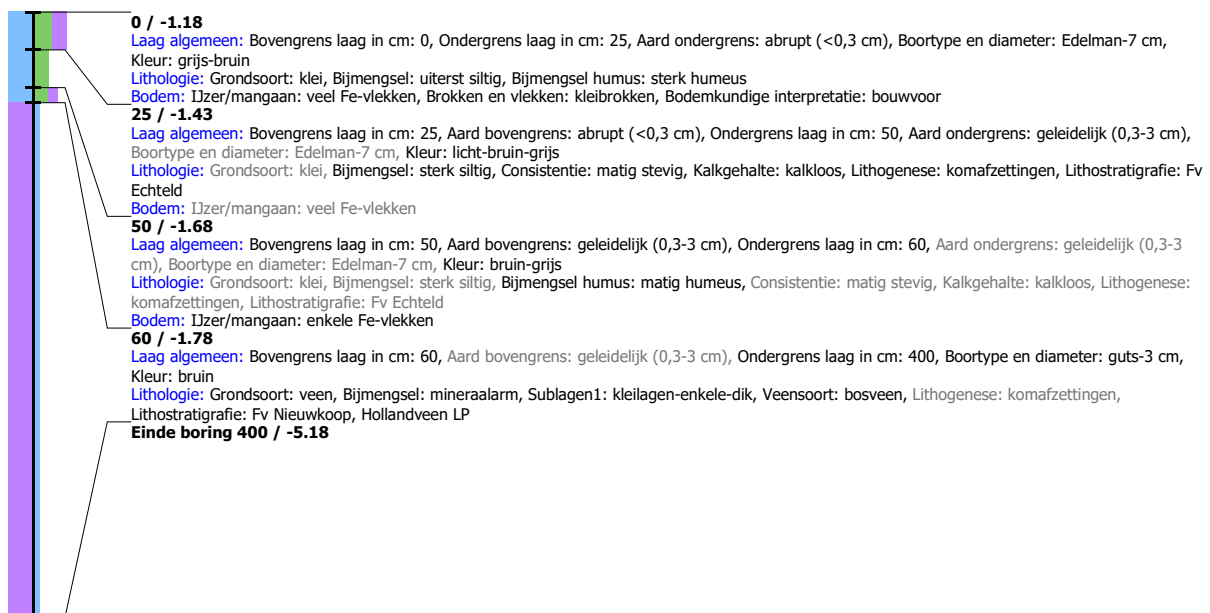 0 / -1.18
Laag algemeen: Bovengrens laag in cm: 0, Ondergrens laag in cm: 25, Aard ondergrens: abrupt (<0,3 cm), Boortype en diameter: Edelman-7 cm,
Kleur: grijs-bruin
Lithologie: Grondsoort: klei, Bijmengsel: uiterst siltig, Bijmengsel humus: sterk humeus
Bodem: IJzer/mangaan: veel Fe-vlekken, Brokken en vlekken: kleibrokken, Bodemkundige interpretatie: bouwvoor
25 / -1.43
Laag algemeen: Bovengrens laag in cm: 25, Aard bovengrens: abrupt (<0,3 cm), Ondergrens laag in cm: 50, Aard ondergrens: geleidelijk (0,3-3 cm),
Boortype en diameter: Edelman-7 cm, Kleur: licht-bruin-grijs
Lithologie: Grondsoort: klei, Bijmengsel: sterk siltig, Consistentie: matig stevig, Kalkgehalte: kalkloos, Lithogenese: komafzettingen, Lithostratigrafie: Fv
Echteld
Bodem: IJzer/mangaan: veel Fe-vlekken
50 / -1.68
Laag algemeen: Bovengrens laag in cm: 50, Aard bovengrens: geleidelijk (0,3-3 cm), Ondergrens laag in cm: 60, Aard ondergrens: geleidelijk (0,3-3
cm), Boortype en diameter: Edelman-7 cm, Kleur: bruin-grijs
Lithologie: Grondsoort: klei, Bijmengsel: sterk siltig, Bijmengsel humus: matig humeus, Consistentie: matig stevig, Kalkgehalte: kalkloos, Lithogenese:
komafzettingen, Lithostratigrafie: Fv Echteld
Bodem: IJzer/mangaan: enkele Fe-vlekken
60 / -1.78
Laag algemeen: Bovengrens laag in cm: 60, Aard bovengrens: geleidelijk (0,3-3 cm), Ondergrens laag in cm: 400, Boortype en diameter: guts-3 cm,
Kleur: bruin
Lithologie: Grondsoort: veen, Bijmengsel: mineraalarm, Sublagen1: kleilagen-enkele-dik, Veensoort: bosveen, Lithogenese: komafzettingen,
Lithostratigrafie: Fv Nieuwkoop, Hollandveen LP
Einde boring 400 / -5.18